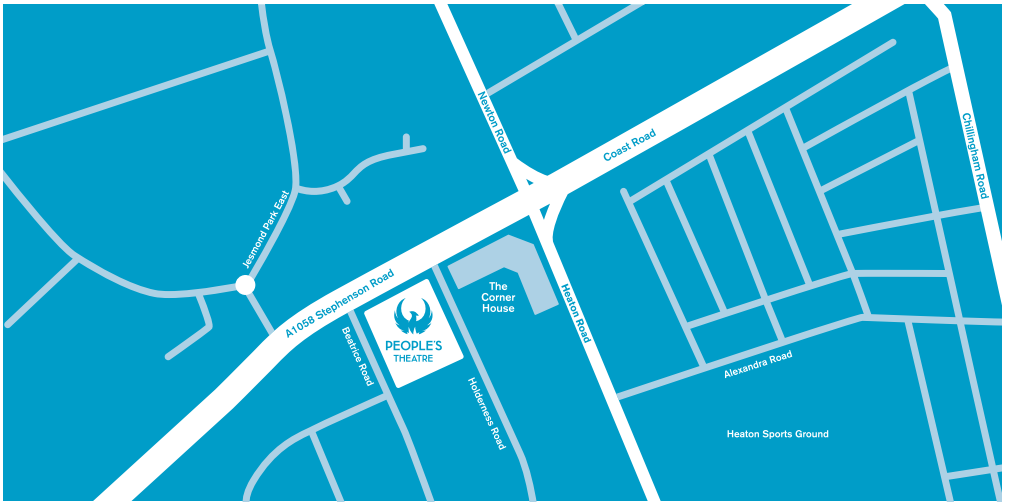 Newton Road
Coast Road
Chillingham Road
Jesmond Park East
A1058 Stephenson Road
The
Corner
House
Heaton Road
PEOPLE'S
THEATRE
Beatrice Road
Holderness Road
Alexandra Road
Heaton Sports Ground